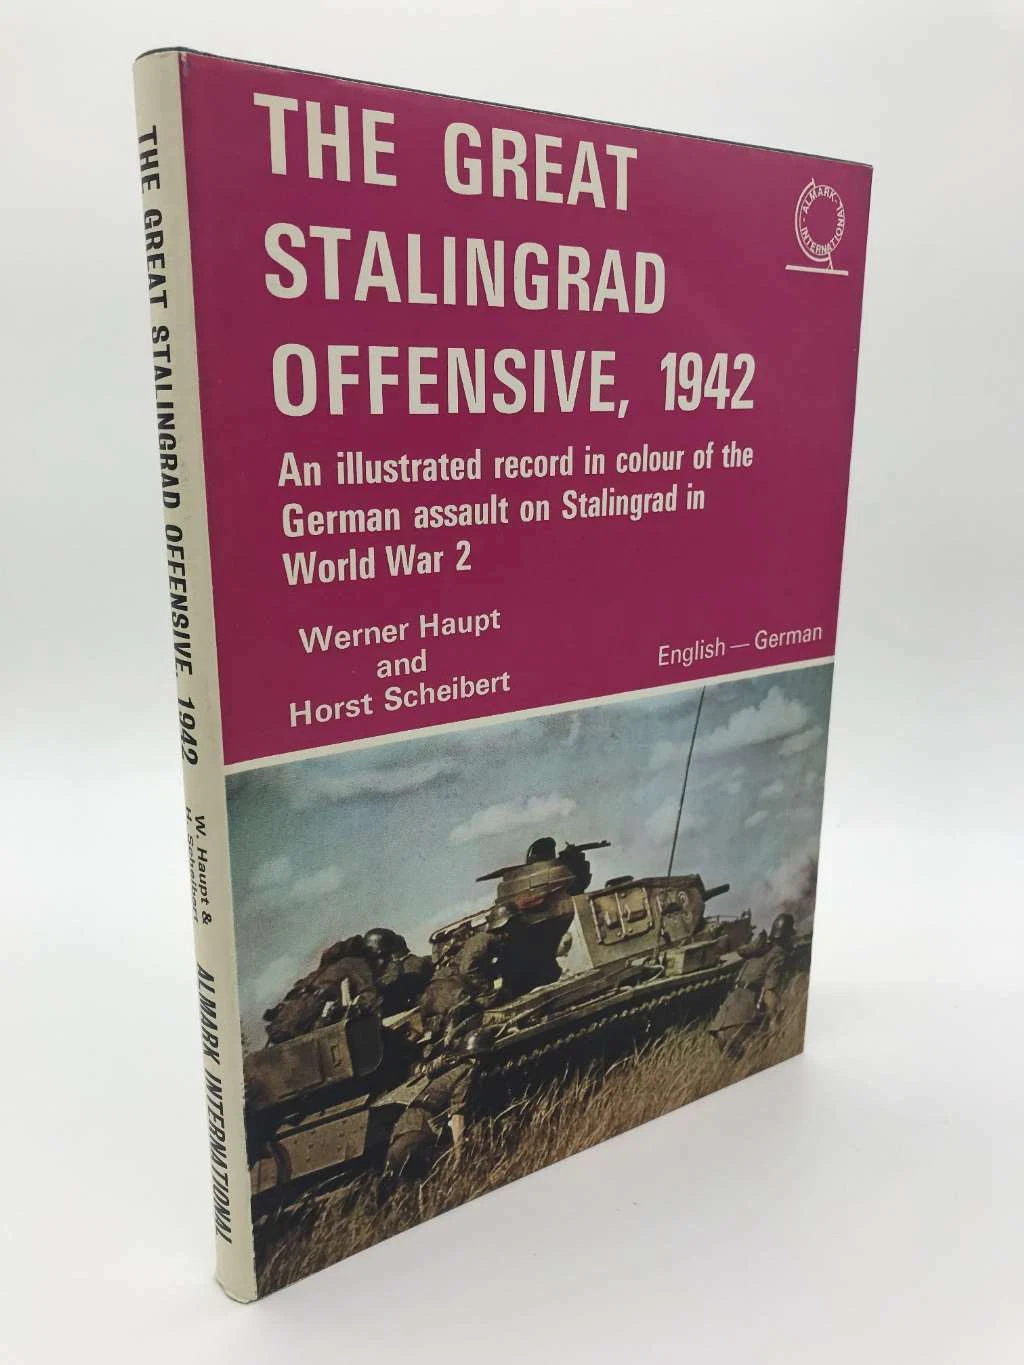 THE GREAT
STALINGRAD
OFFENSIVE, 1942
An illustrated record in colour of the
German assault on Stalingrad in
World War 2
Werner Haupt
and
Horst Scheibert
English — German
ALMARK
INTERNATIONAL
THE GREAT STALINGRAD OFFENSIVE, 1942
W. Haupt &
H. Scheibert
ALMARK INTERNATIONAL